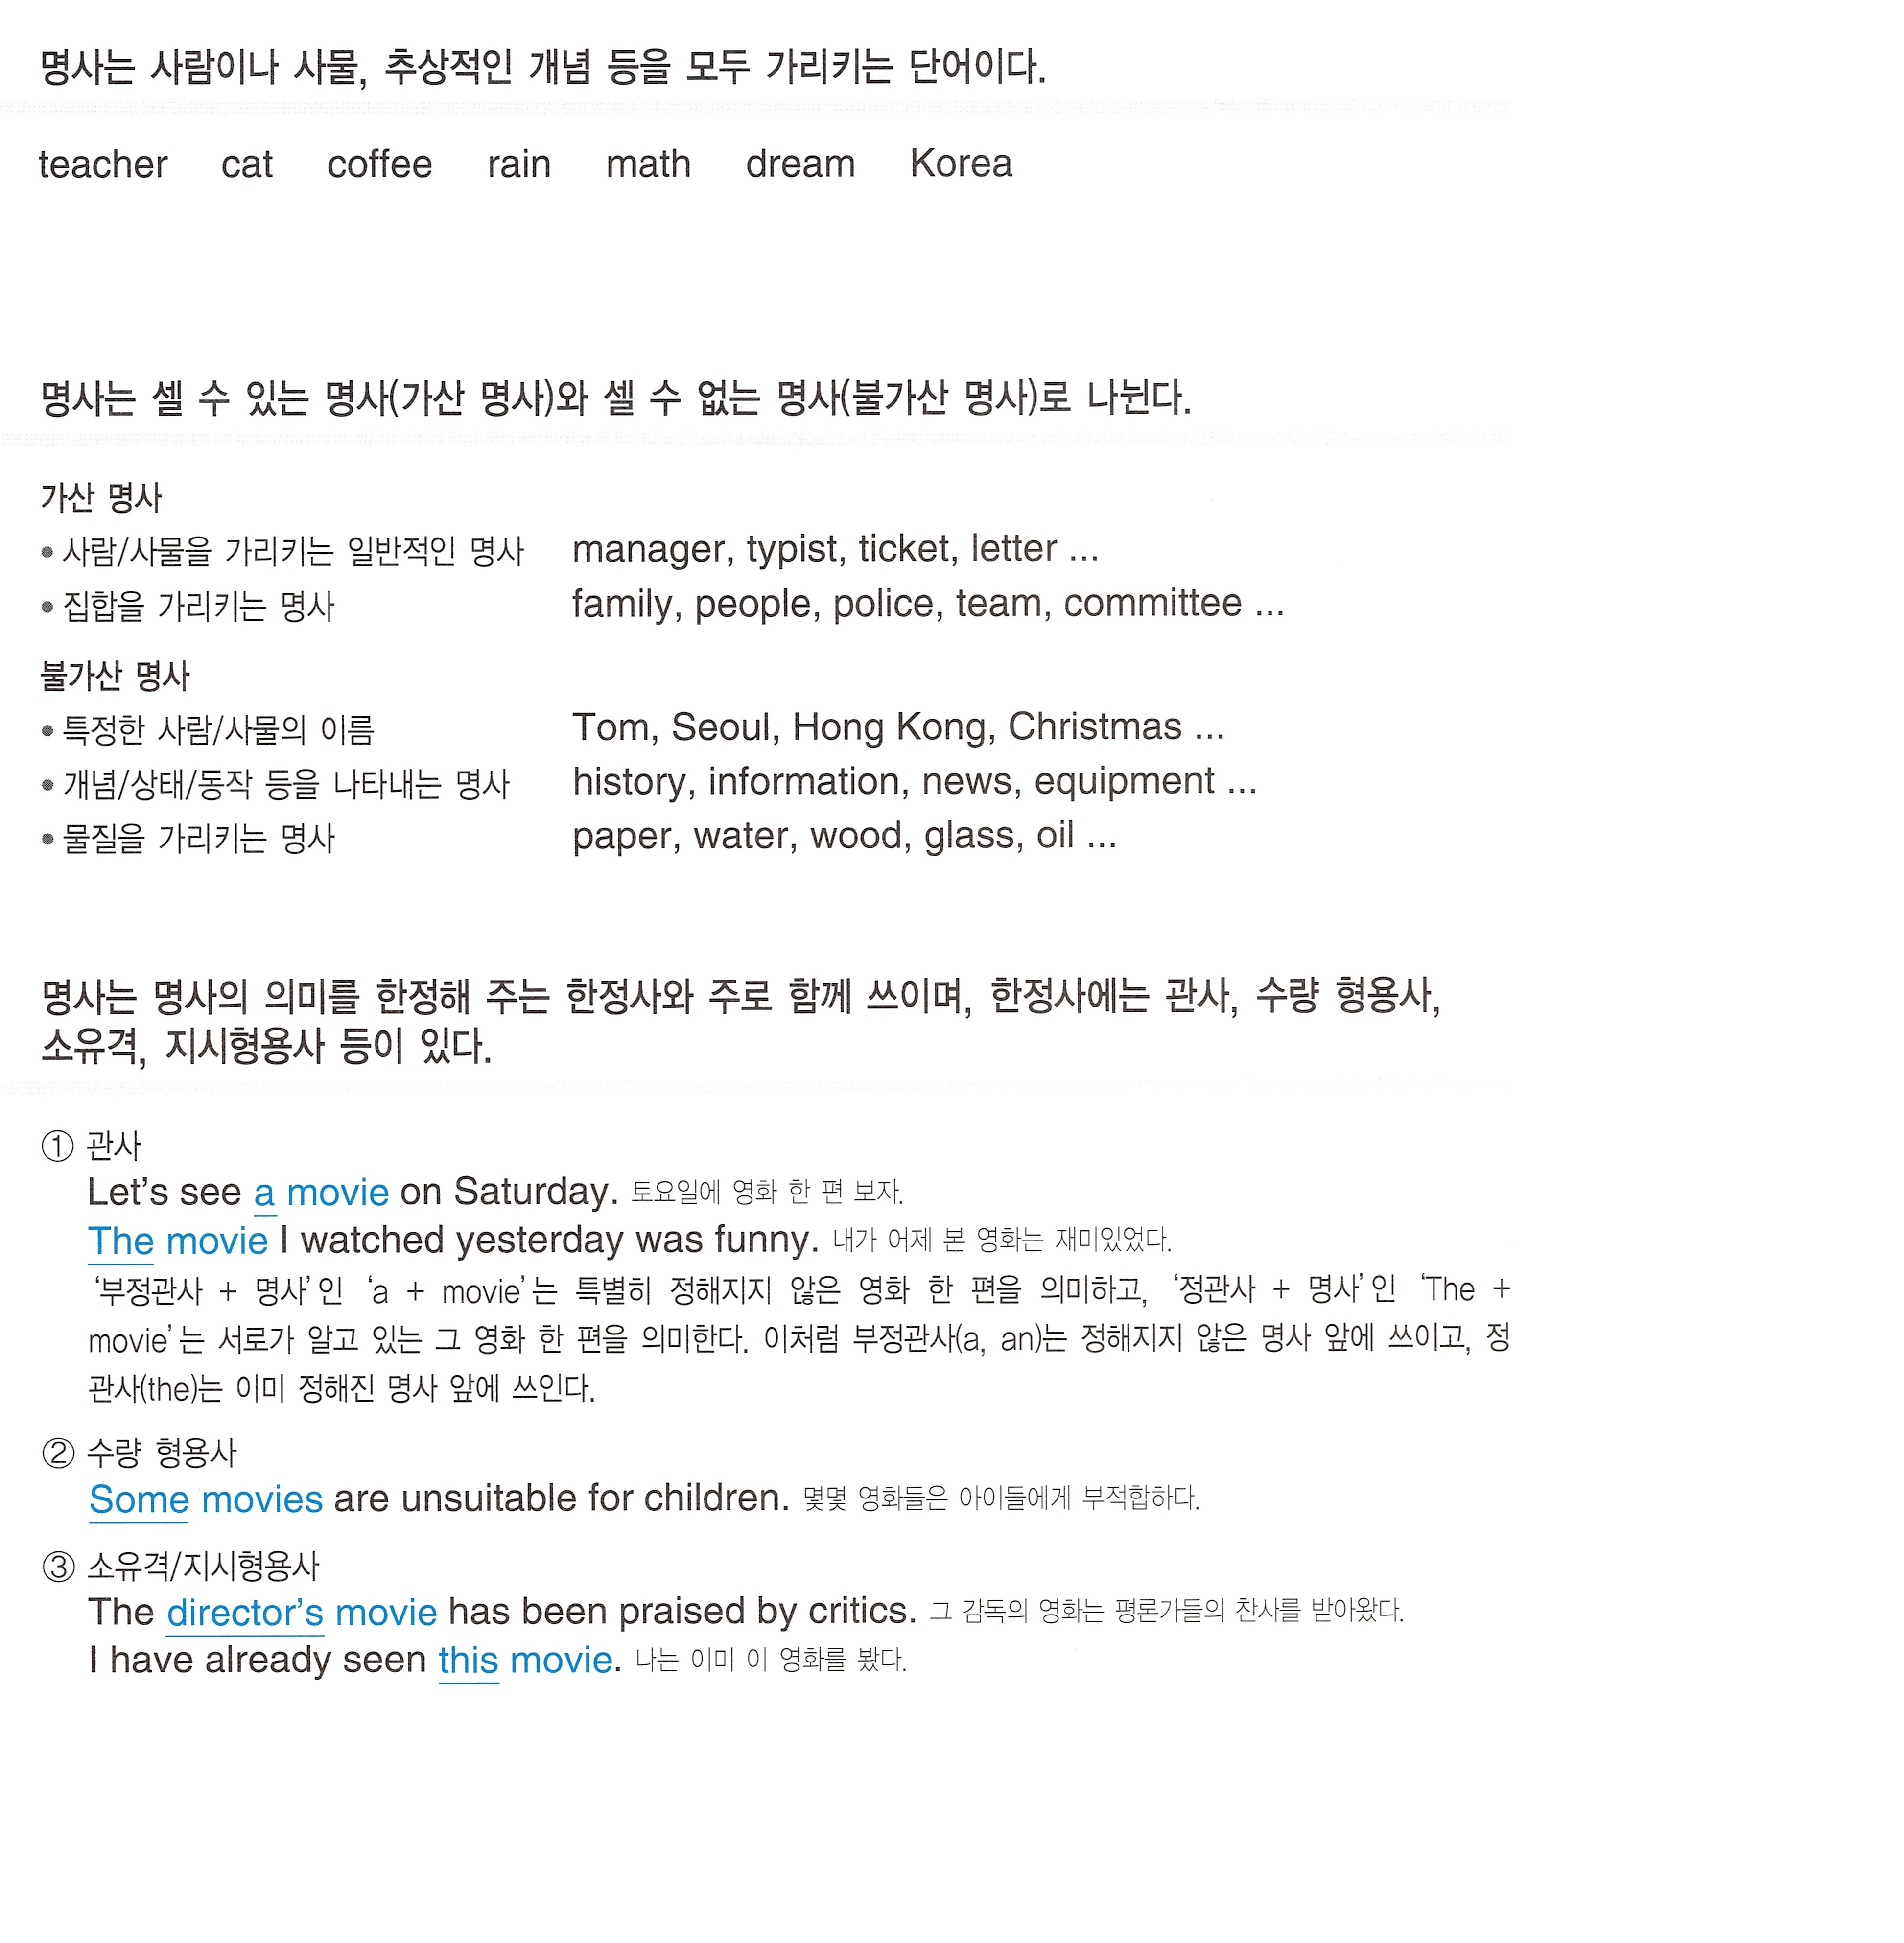 명사는 사람이나 사물, 추상적인 개념 등을 모두 가리키는 단어이다.
teacher cat coffee rain math dream Korea
명사는 셀 수 있는 명사(가산 명사)와 셀 수 없는 명사(불가산 명사)로 나뉜다.
가산 명사
• 사람/사물을 가리키는 일반적인 명사 manager, typist, ticket, letter ...
• 집합을 가리키는 명사 family, people, police, team, committee ...
불가산 명사
• 특정한 사람/사물의 이름 Tom, Seoul, Hong Kong, Christmas ...
• 개념/상태/동작 등을 나타내는 명사 history, information, news, equipment ...
• 물질을 가리키는 명사 paper, water, wood, glass, oil ...
명사는 명사의 의미를 한정해 주는 한정사와 주로 함께 쓰이며, 한정사에는 관사, 수량 형용사,
소유격, 지시형용사 등이 있다.
① 관사
Let’s see a movie on Saturday. 토요일에 영화 한 편 보자.
The movie I watched yesterday was funny. 내가 어제 본 영화는 재미있었다.
‘부정관사 + 명사’인 ‘a + movie’는 특별히 정해지지 않은 영화 한 편을 의미하고, ‘정관사 + 명사’인 ‘The +
movie’는 서로가 알고 있는 그 영화 한 편을 의미한다. 이처럼 부정관사(a, an)는 정해지지 않은 명사 앞에 쓰이고, 정
관사(the)는 이미 정해진 명사 앞에 쓰인다.
② 수량 형용사
Some movies are unsuitable for children. 몇몇 영화들은 아이들에게 부적합하다.
③ 소유격/지시형용사
The director’s movie has been praised by critics. 그 감독의 영화는 평론가들의 찬사를 받아왔다.
I have already seen this movie. 나는 이미 이 영화를 봤다.